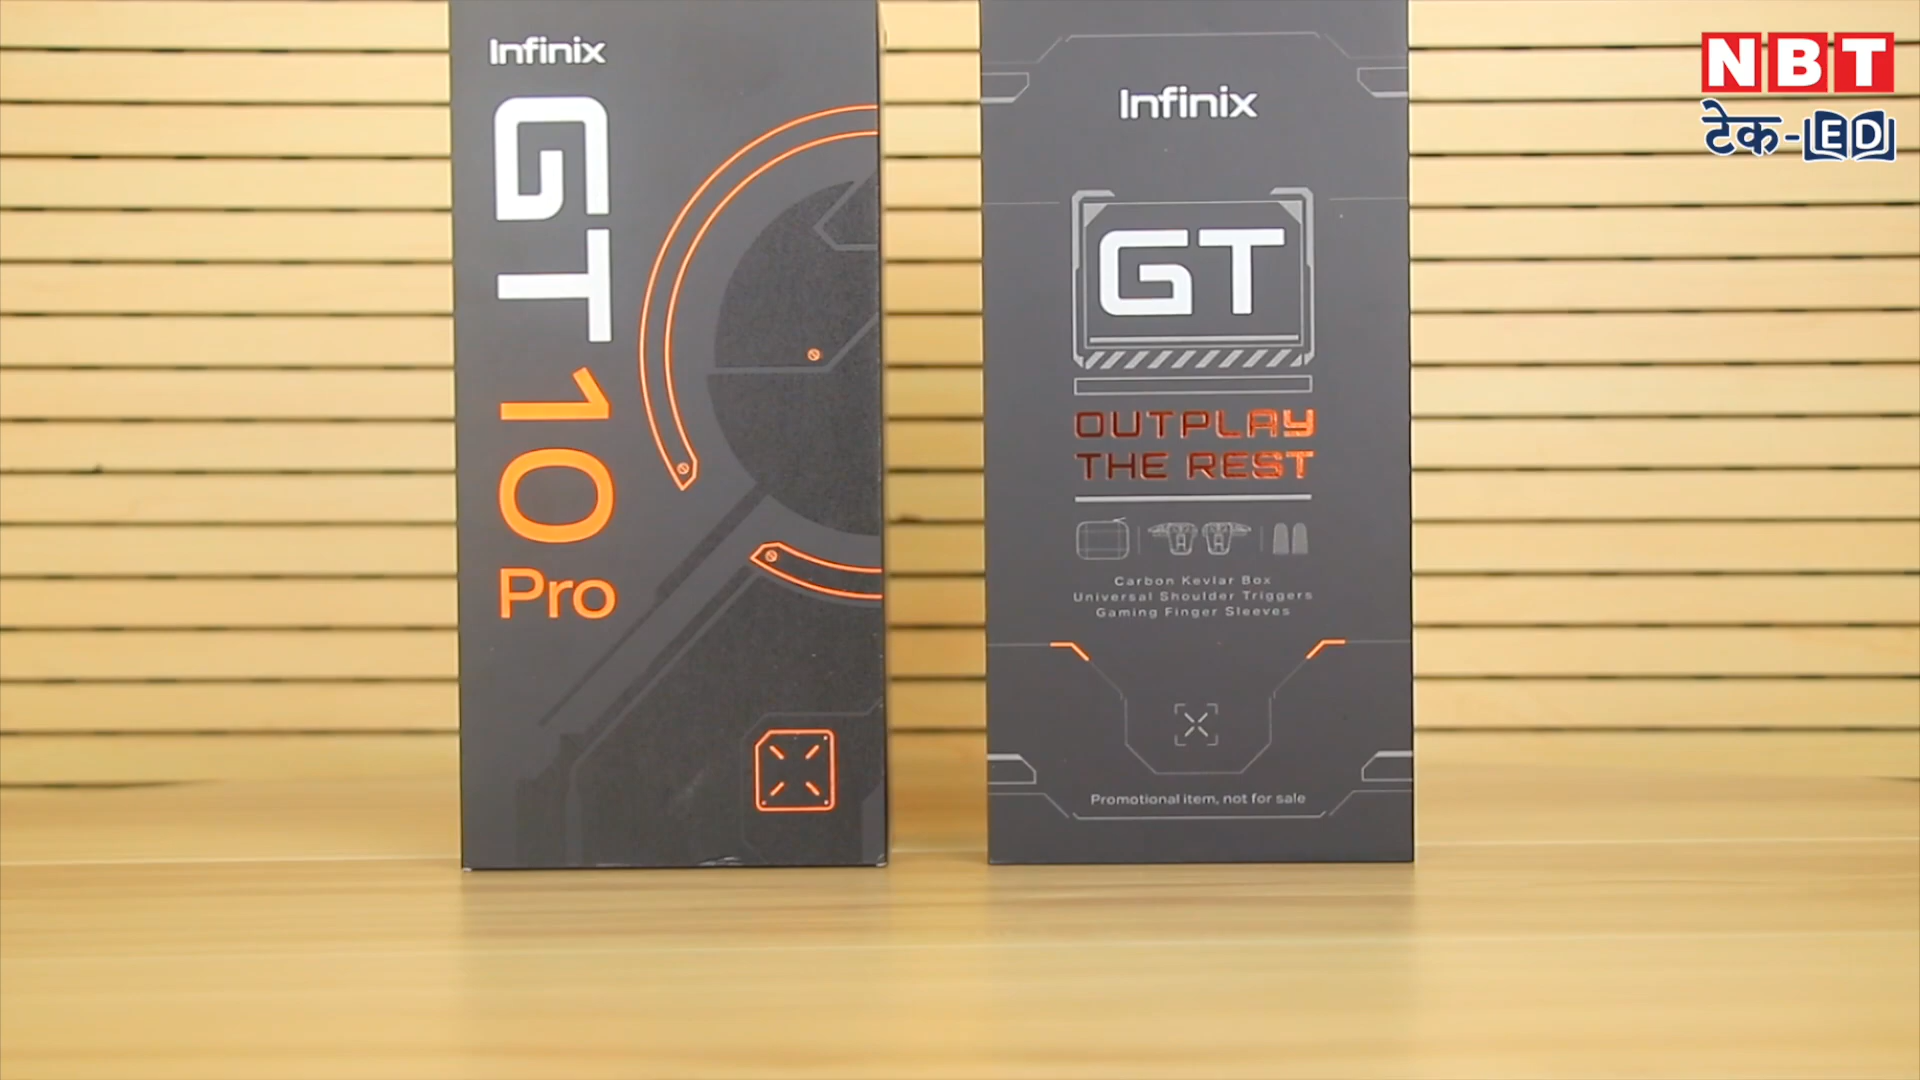 Infinix
GT 10 Pro
Infinix
GT
OUTPLAY
THE REST
Carbon Kevlar Box
Universal Shoulder Triggers
Gaming Finger Sleeves
Promotional item, not for sale
NBT
टेक-ED